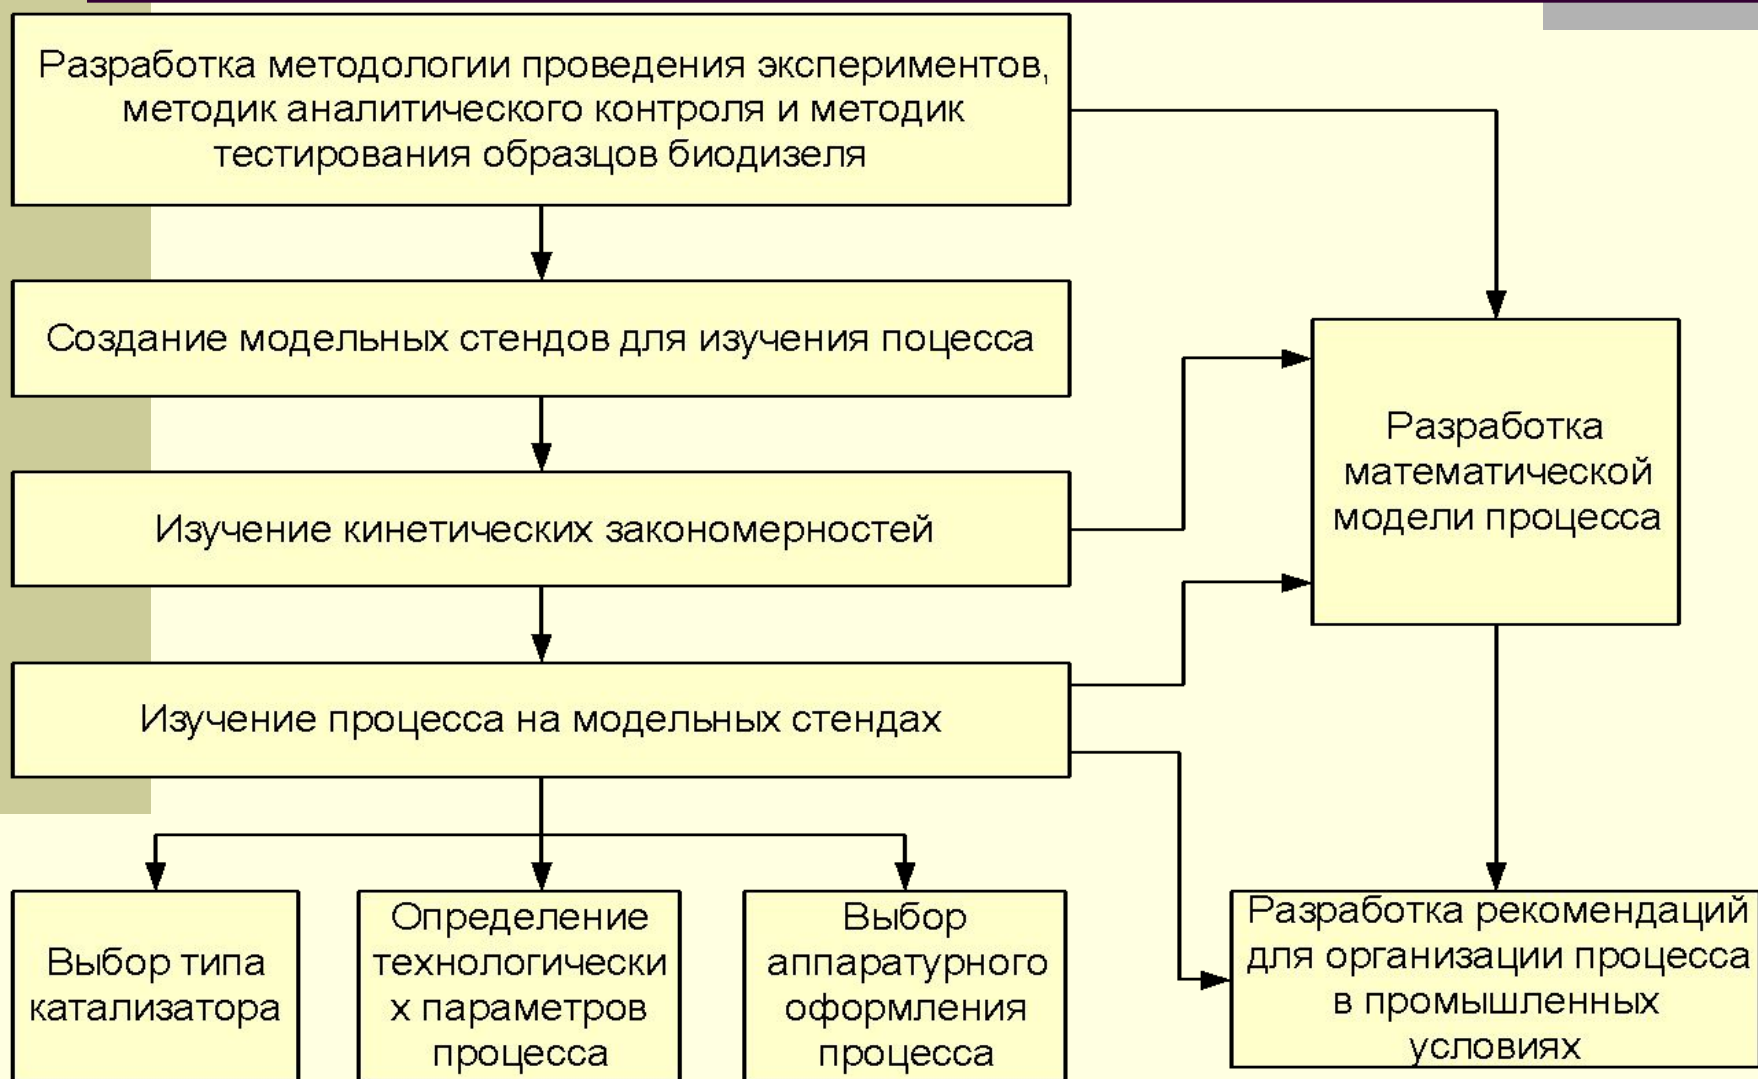 Разработка методологии проведения экспериментов,
методик аналитического контроля и методик
тестирования образцов биодизеля
Создание модельных стендов для изучения поцесса
Изучение кинетических закономерностей
Изучение процесса на модельных стендах
Разработка
математической
модели процесса
Выбор типа
катализатора
Определение
технологически
х параметров
процесса
Выбор
аппаратурного
оформления
процесса
Разработка рекомендаций
для организации процесса
в промышленных
условиях